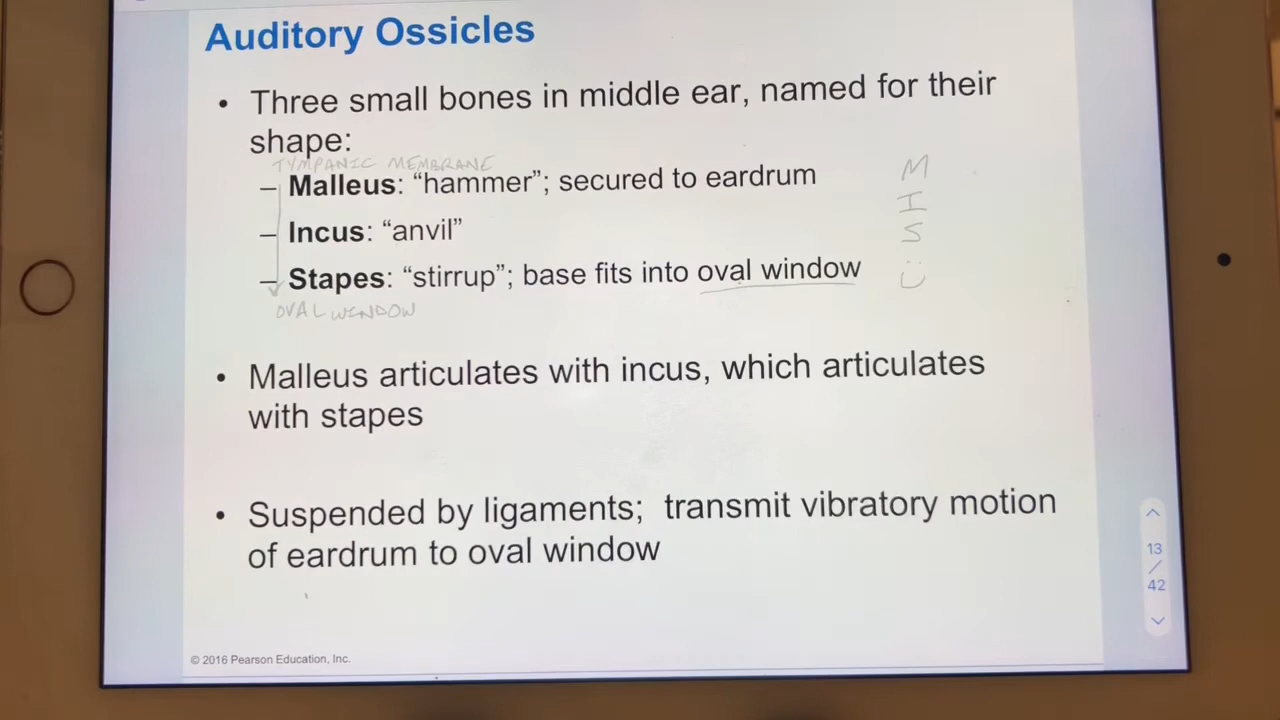 Auditory Ossicles
• Three small bones in middle ear, named for their
shape:
TYMPANIC MEMBRANE
– Malleus: “hammer”; secured to eardrum
– Incus: “anvil”
– Stapes: “stirrup”; base fits into oval window
OVAL WINDOW
M
I
S
• Malleus articulates with incus, which articulates
with stapes
• Suspended by ligaments; transmit vibratory motion
of eardrum to oval window
13
/
42
© 2016 Pearson Education, Inc.